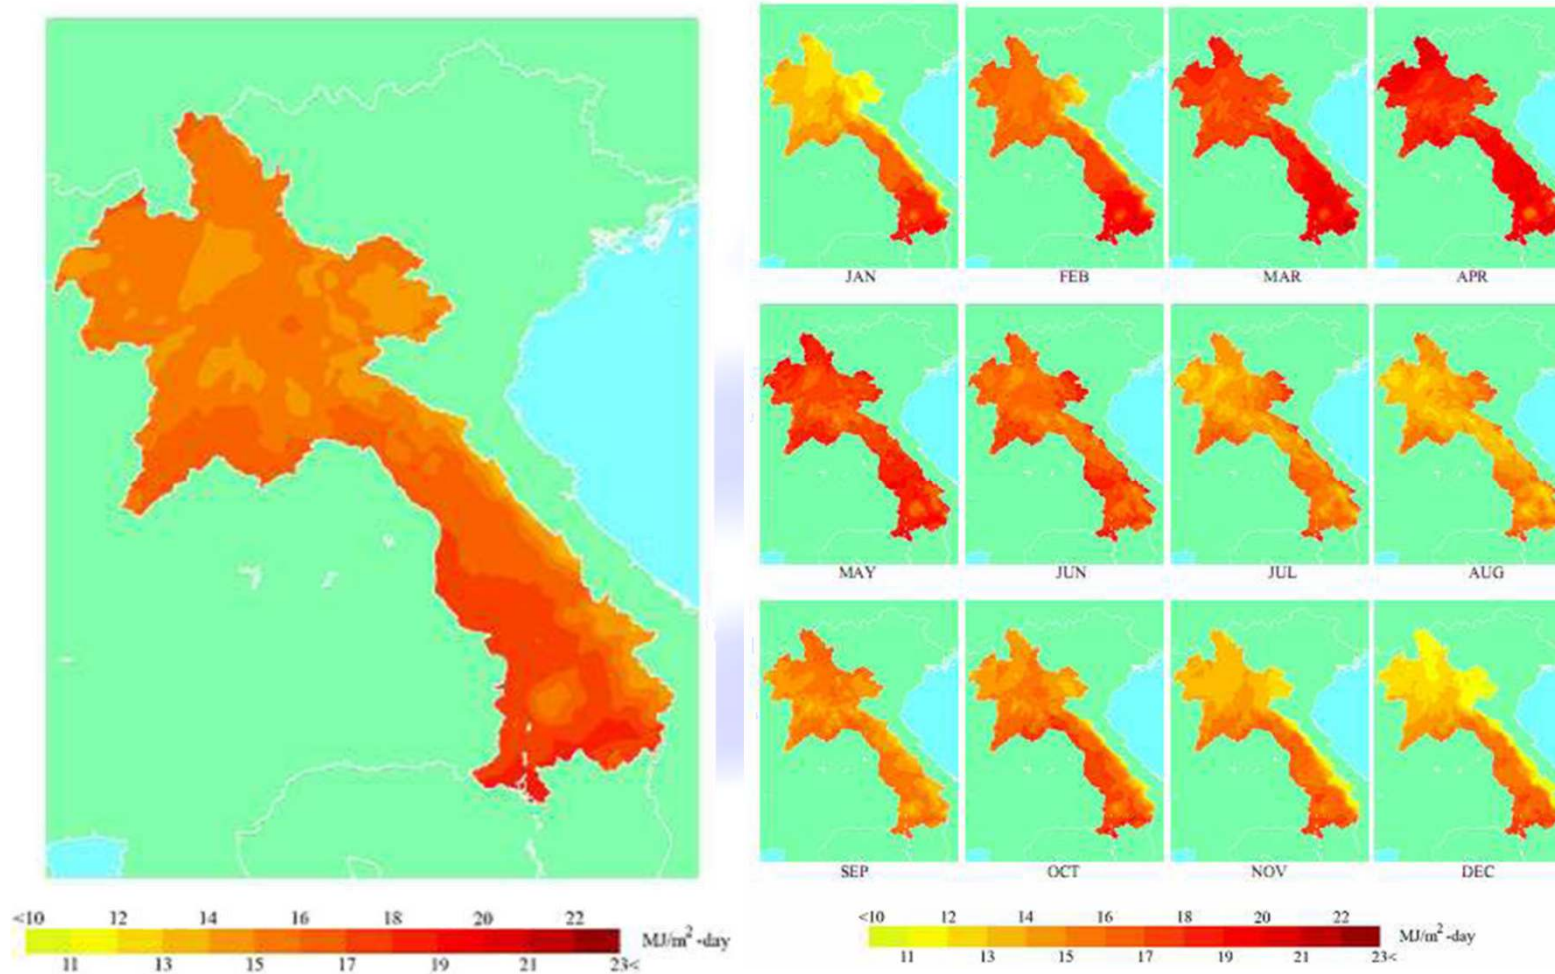 JAN FEB MAR APR
MAY JUN JUL AUG
SEP OCT NOV DEC
<10 12 14 16 18 20 22
MJ/m² -day
11 13 15 17 19 21 23<
<10 12 14 16 18 20 22
MJ/m² -day
11 13 15 17 19 21 23<